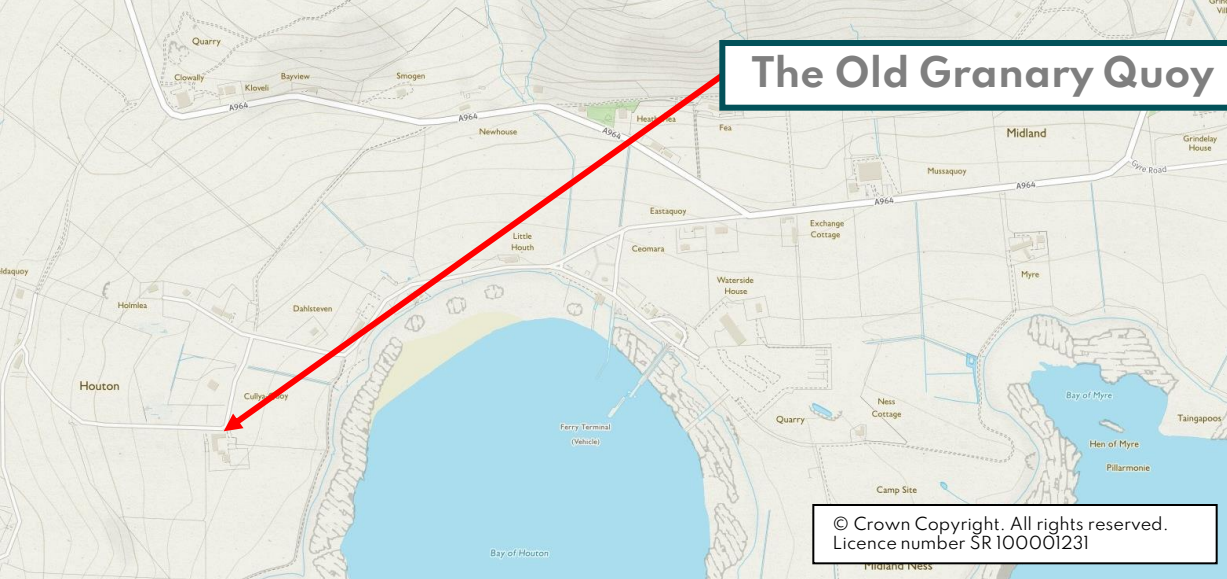 Quarry
Clowally
Kloveli
Bayview
Smogen
A964
A964
Newhouse
A964
The Old Granary Quoy
Fea
Midland
Grindelay
House
Gyre Road
Mussaquoy
A964
A964
Eastaquoy
Exchange
Cottage
Little
Houth
Ceomara
Waterside
House
Myre
Holmlea
Dahlsteven
Houton
Ferry Terminal
(Vehicle)
Quarry
Ness
Cottage
Bay of Myre
Taingapoos
Hen of Myre
Pillarmonie
Camp Site
Bay of Houton
© Crown Copyright. All rights reserved.
Licence number SR 100001231
Midland Ness